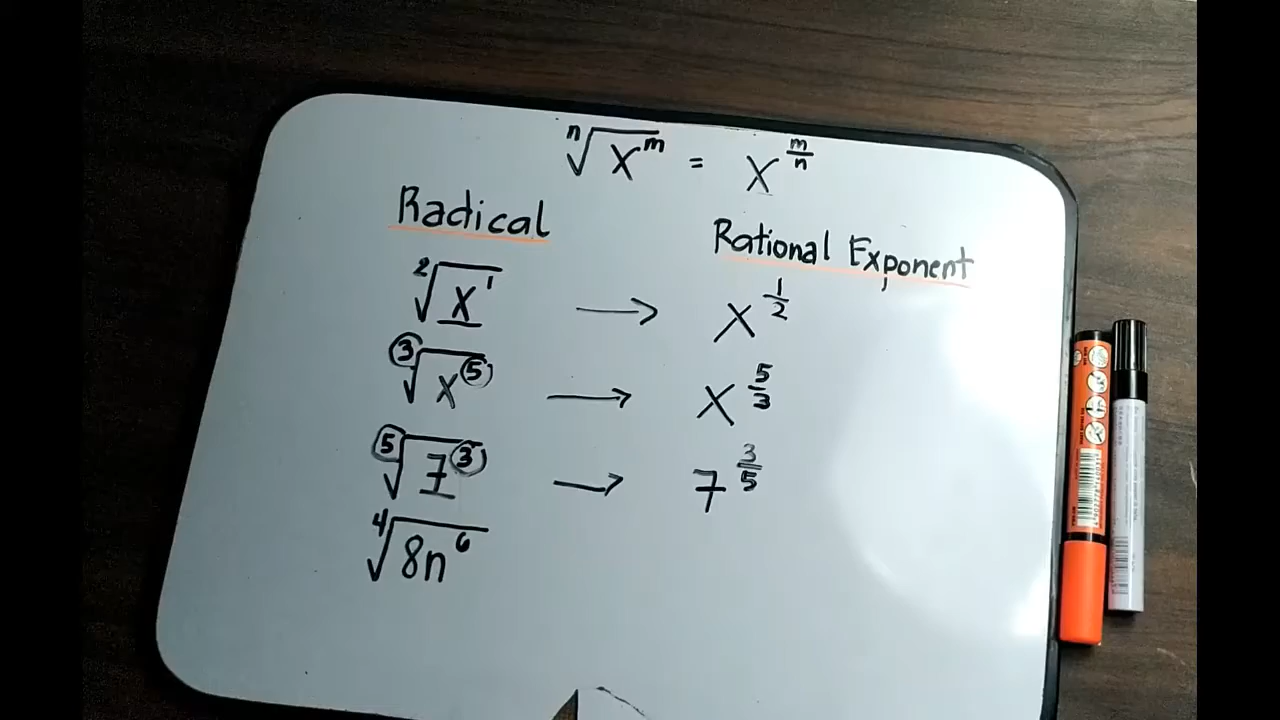 ⁿ√xᵐ = x^(m/n)
Radical
Rational Exponent
²√x¹ → x^(1/2)
³√x⁵ → x^(5/3)
⁵√7³ → 7^(3/5)
⁴√8n⁶